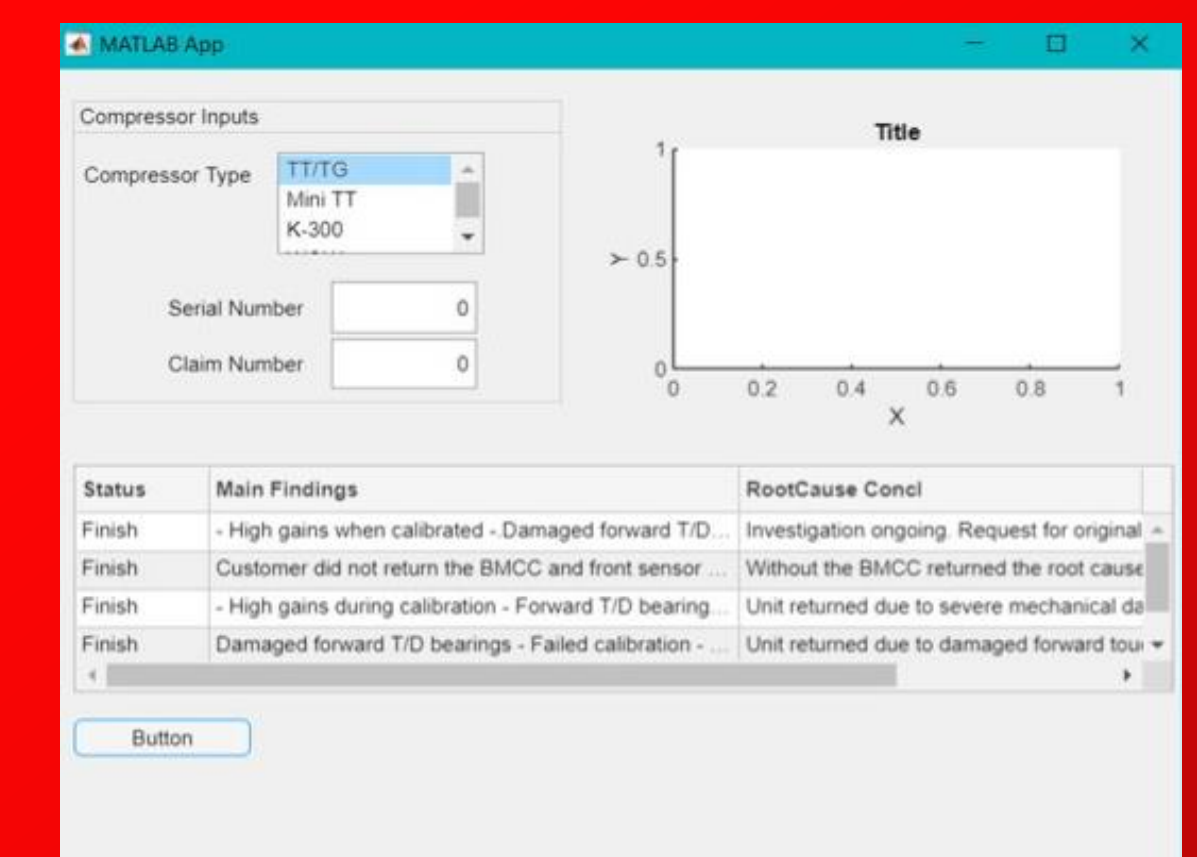 MATLAB App
Compressor Inputs
Compressor Type
TT/TG
Mini TT
K-300
Serial Number 0
Claim Number 0
Title
1
0.5
0
Y
0 0.2 0.4 0.6 0.8 1
X
Status Main Findings RootCause Concl
Finish - High gains when calibrated - Damaged forward T/D... Investigation ongoing. Request for original
Finish Customer did not return the BMCC and front sensor ... Without the BMCC returned the root cause
Finish - High gains during calibration - Forward T/D bearing... Unit returned due to severe mechanical da
Finish Damaged forward T/D bearings - Failed calibration - ... Unit returned due to damaged forward tou
Button